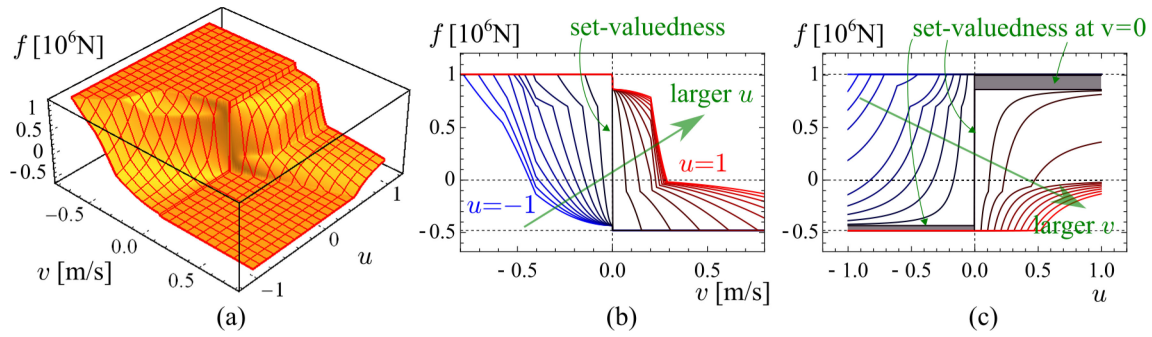 f [10⁶N]
1
0.5
0
-0.5
−0.5
0.0
0.5
v [m/s]
−1
0
1
u
(a)
f [10⁶N]
set-valuedness
1
0.5
0
-0.5
larger u
u=1
u=−1
-0.5
0.0
0.5
v [m/s]
(b)
f [10⁶N]
set-valuedness at v=0
1
0.5
0
-0.5
larger v
-1.0
-0.5
0.0
0.5
1.0
u
(c)